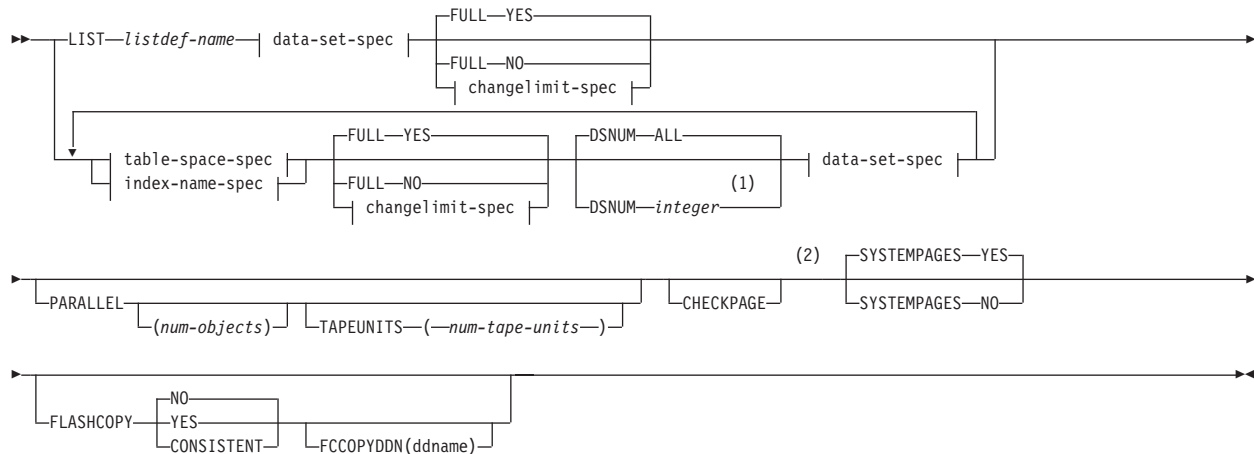 FULL YES
LIST listdef-name data-set-spec
FULL NO
changelimit-spec
FULL YES DSNUM ALL
table-space-spec data-set-spec
index-name-spec FULL NO (1)
changelimit-spec DSNUM integer
(2) SYSTEMPAGES YES
PARALLEL CHECKPAGE SYSTEMPAGES NO
(num-objects) TAPEUNITS ( num-tape-units )
NO
FLASHCOPY YES
CONSISTENT FCCOPYDDN(ddname)